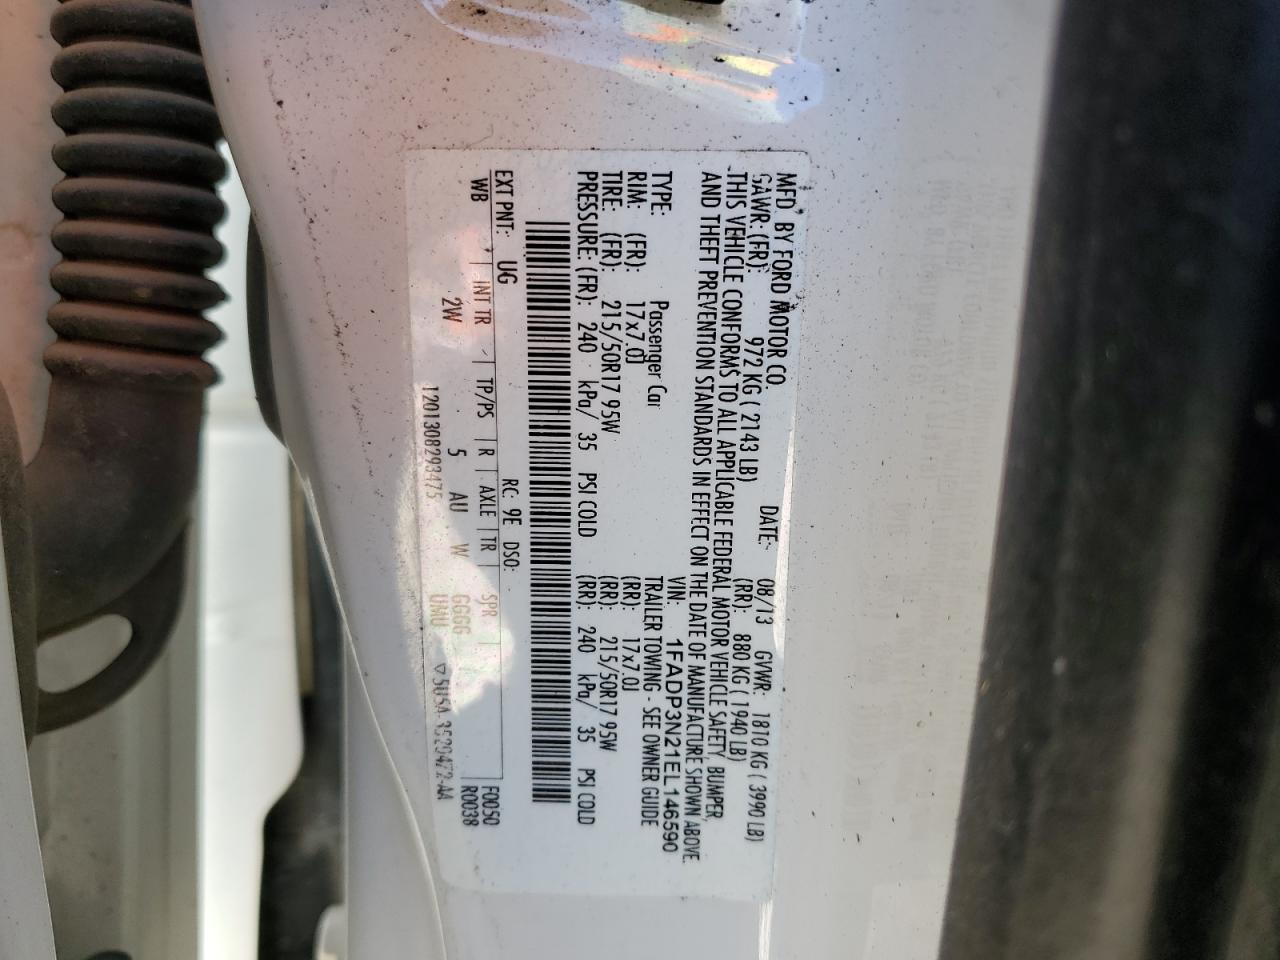 MFD. BY FORD MOTOR CO.
DATE: 08/13 GVWR: 1810 KG ( 3990 LB)
GAWR: (FR): 972 KG ( 2143 LB) (RR): 880 KG ( 1940 LB)
THIS VEHICLE CONFORMS TO ALL APPLICABLE FEDERAL MOTOR VEHICLE SAFETY, BUMPER,
AND THEFT PREVENTION STANDARDS IN EFFECT ON THE DATE OF MANUFACTURE SHOWN ABOVE.
VIN: 1FADP3N21EL146590
TYPE: Passenger Car TRAILER TOWING - SEE OWNER GUIDE
RIM: (FR): 17x7.0J (RR): 17x7.0J
TIRE: (FR): 215/50R17 95W (RR): 215/50R17 95W
PRESSURE: (FR): 240 kPa/ 35 PSI COLD (RR): 240 kPa/ 35 PSI COLD
EXT PNT: UG RC: 9E DSO: F0050
WB INT TR TP/PS R AXLE TR SPR R0038
2W 5 AU W GGGG
UMU
1201308293475 5U5A-3520472-AA